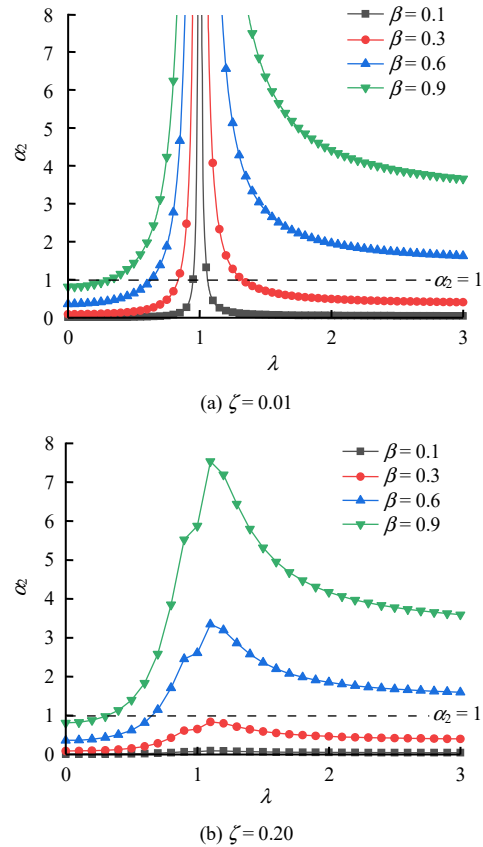 8
7
6
5
4
3
2
1
0
α₂
β = 0.1
β = 0.3
β = 0.6
β = 0.9
α₂ = 1
0
1
2
3
λ
(a) ζ = 0.01
8
7
6
5
4
3
2
1
0
α₂
β = 0.1
β = 0.3
β = 0.6
β = 0.9
α₂ = 1
0
1
2
3
λ
(b) ζ = 0.20